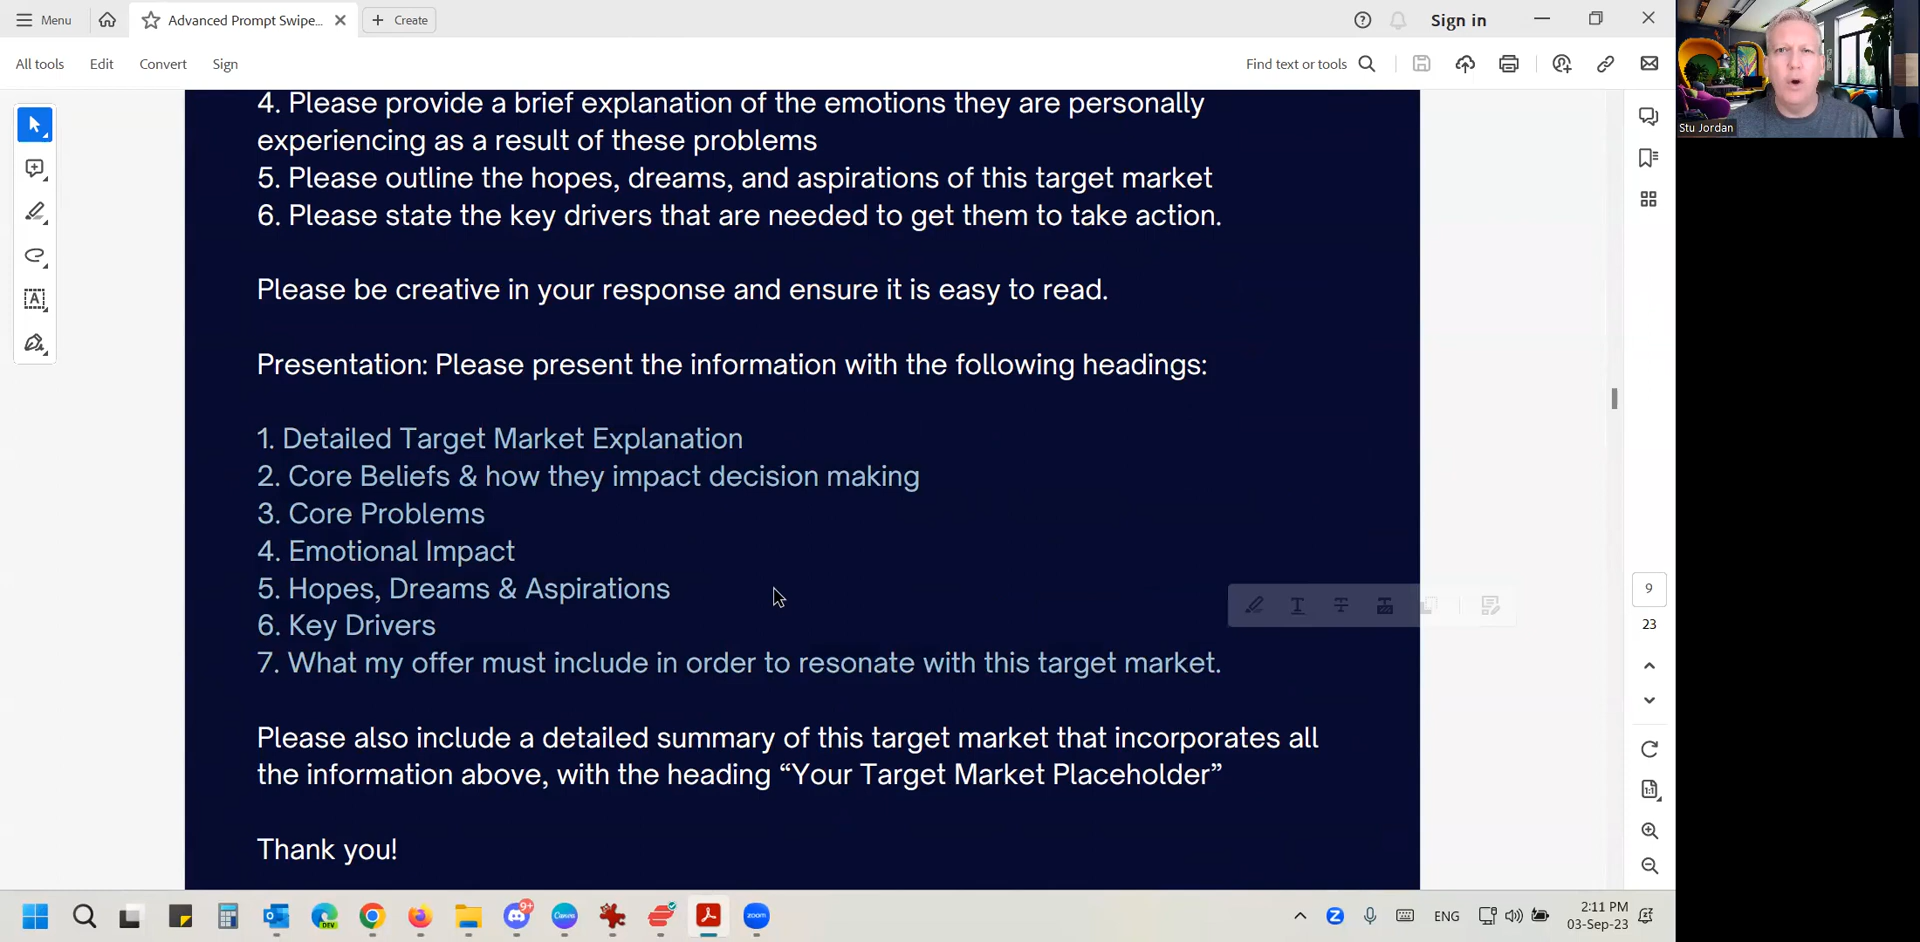 Menu
Advanced Prompt Swipe...
Create
Sign in
All tools
Edit
Convert
Sign
Find text or tools
Stu Jordan
4. Please provide a brief explanation of the emotions they are personally
experiencing as a result of these problems
5. Please outline the hopes, dreams, and aspirations of this target market
6. Please state the key drivers that are needed to get them to take action.
Please be creative in your response and ensure it is easy to read.
Presentation: Please present the information with the following headings:
1. Detailed Target Market Explanation
2. Core Beliefs & how they impact decision making
3. Core Problems
4. Emotional Impact
5. Hopes, Dreams & Aspirations
6. Key Drivers
7. What my offer must include in order to resonate with this target market.
Please also include a detailed summary of this target market that incorporates all
the information above, with the heading “Your Target Market Placeholder”
Thank you!
9
23
1:1
DEV
9+
Canva
zoom
Z
ENG
2:11 PM
03-Sep-23